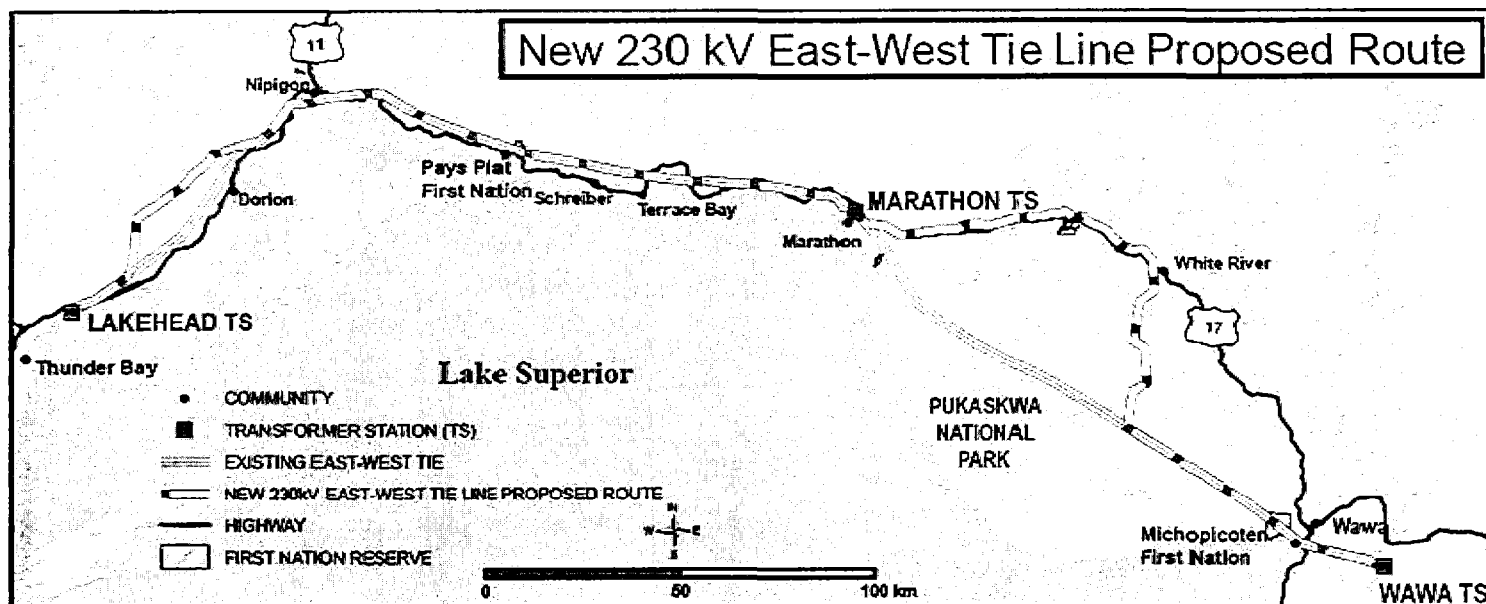 New 230 kV East-West Tie Line Proposed Route
11
Nipigon
Pays Plat
First Nation
Schreiber
Terrace Bay
Dorion
MARATHON TS
Marathon
White River
17
LAKEHEAD TS
Thunder Bay
Lake Superior
PUKASKWA
NATIONAL
PARK
COMMUNITY
TRANSFORMER STATION (TS)
EXISTING EAST-WEST TIE
NEW 230kV EAST-WEST TIE LINE PROPOSED ROUTE
HIGHWAY
FIRST NATION RESERVE
N
W
E
S
0
50
100 km
Michopicoten
First Nation
Wawa
WAWA TS